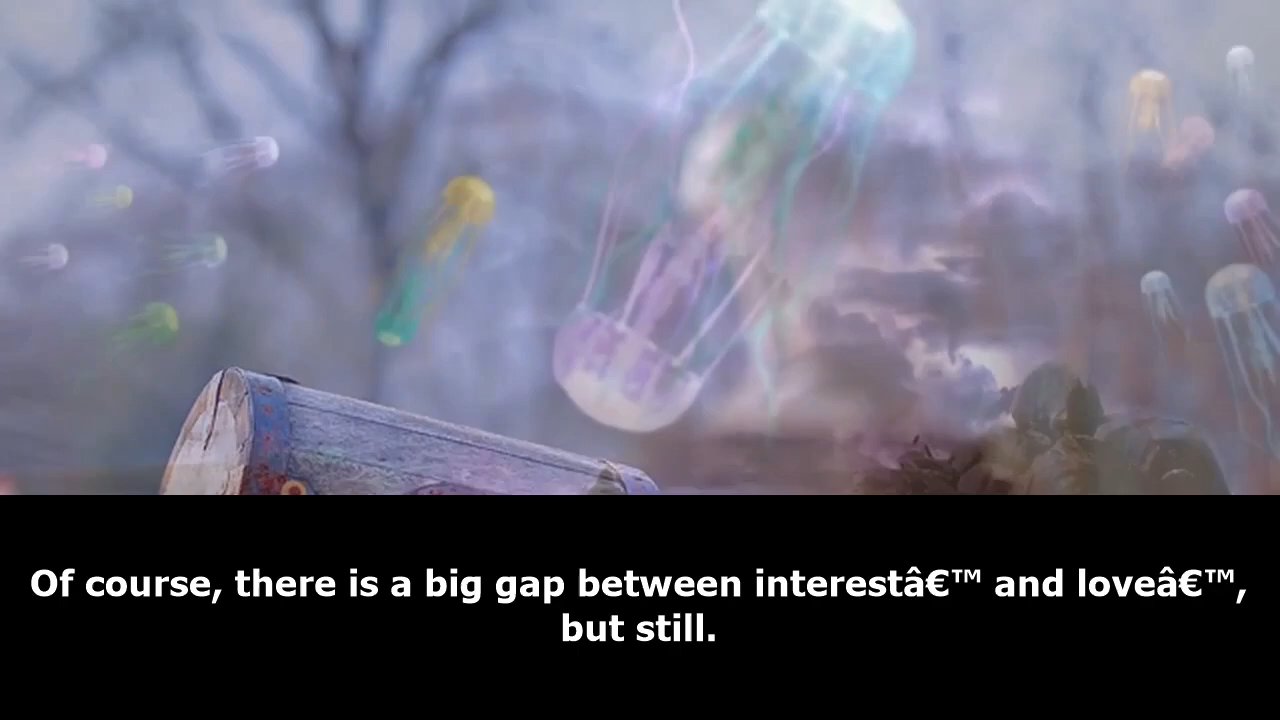 Of course, there is a big gap between interestâ€™ and loveâ€™,
but still.